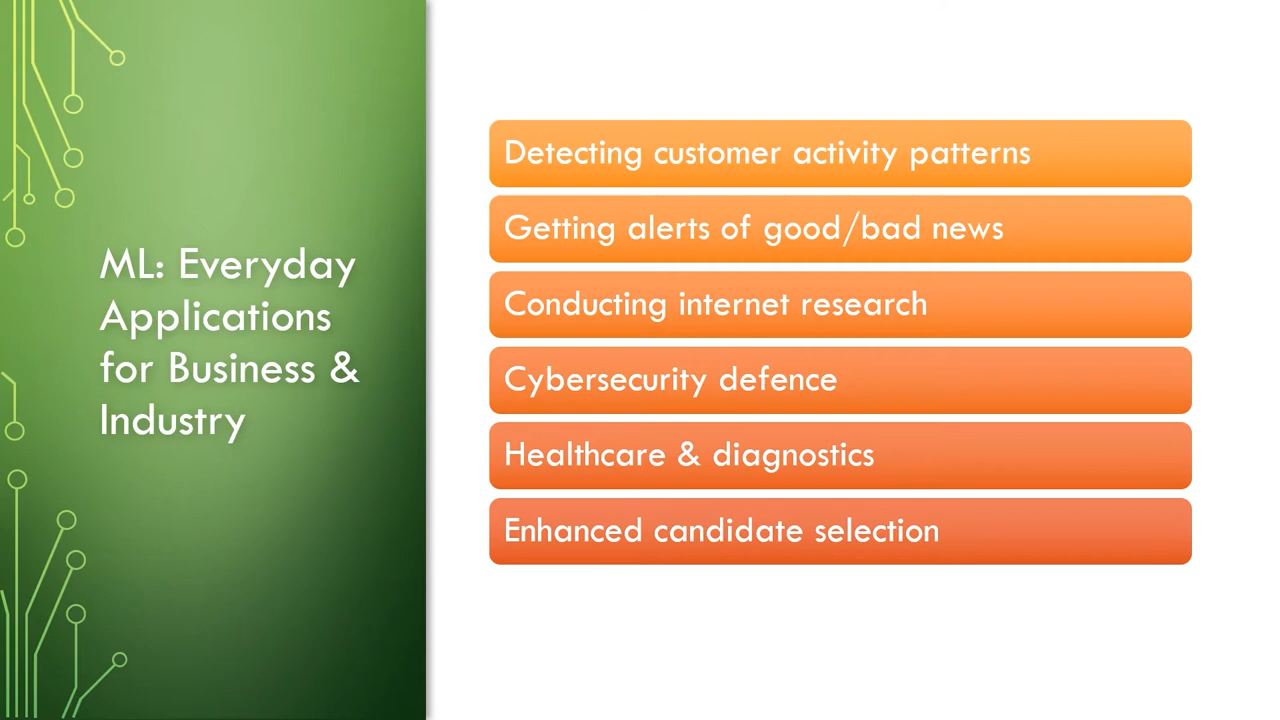 ML: Everyday
Applications
for Business &
Industry
Detecting customer activity patterns
Getting alerts of good/bad news
Conducting internet research
Cybersecurity defence
Healthcare & diagnostics
Enhanced candidate selection